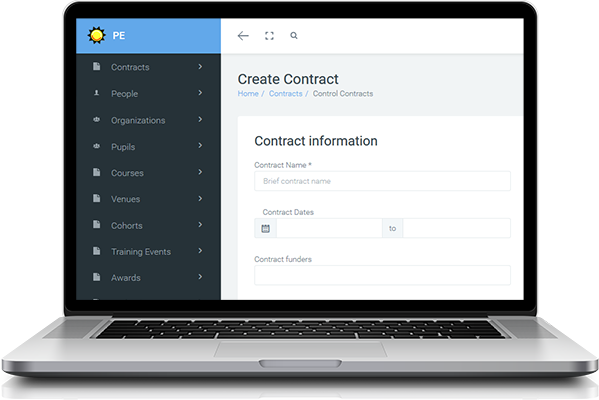 PE
Contracts
People
Organizations
Pupils
Courses
Venues
Cohorts
Training Events
Awards
Create Contract
Home / Contracts / Control Contracts
Contract information
Contract Name *
Brief contract name
Contract Dates
to
Contract funders